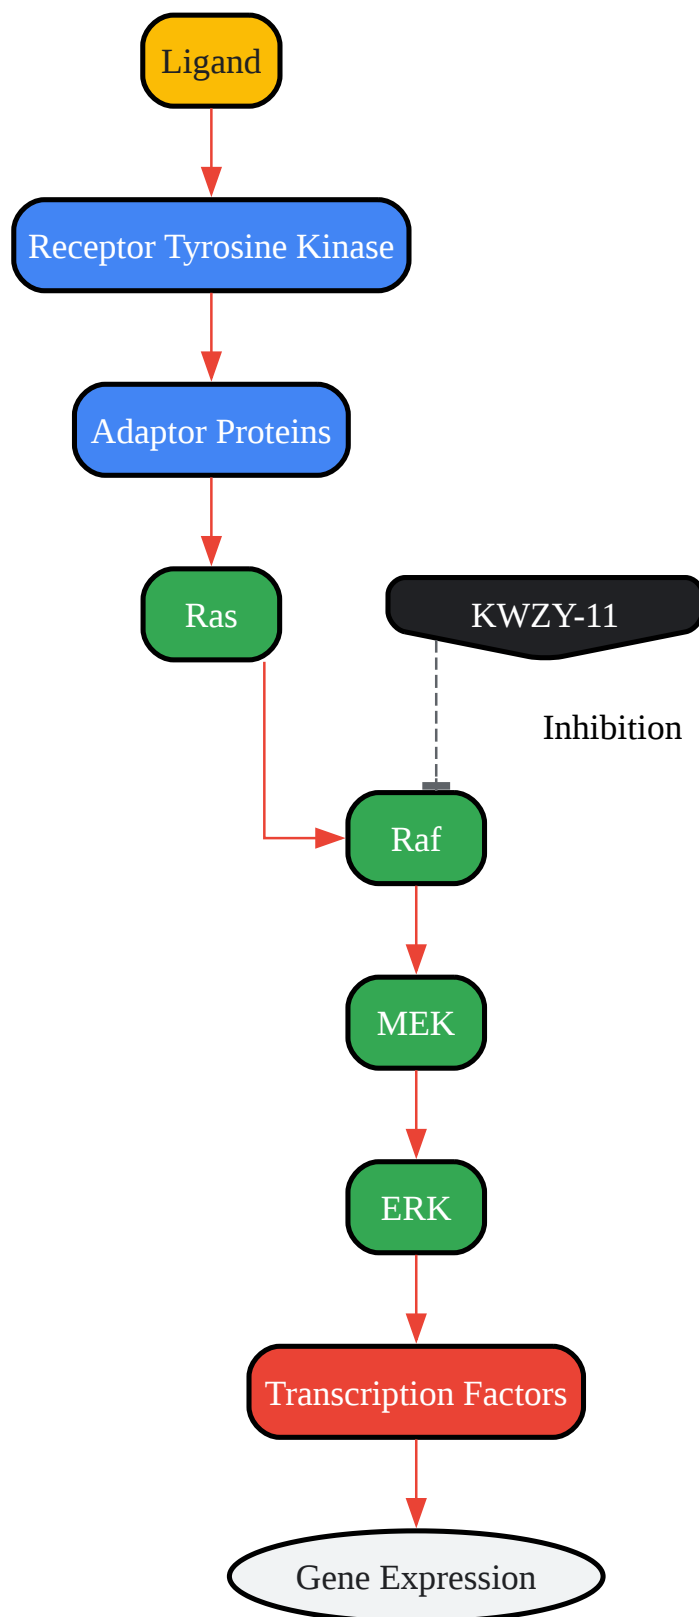 Ligand
Receptor Tyrosine Kinase
Adaptor Proteins
Ras
KWZY-11
Inhibition
Raf
MEK
ERK
Transcription Factors
Gene Expression